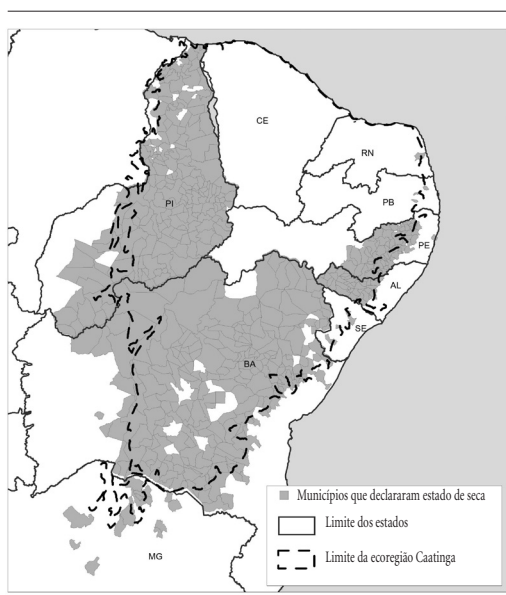 CE
RN
PB
PI
PE
AL
SE
BA
MG
Municípios que declararam estado de seca
Limite dos estados
Limite da ecoregião Caatinga